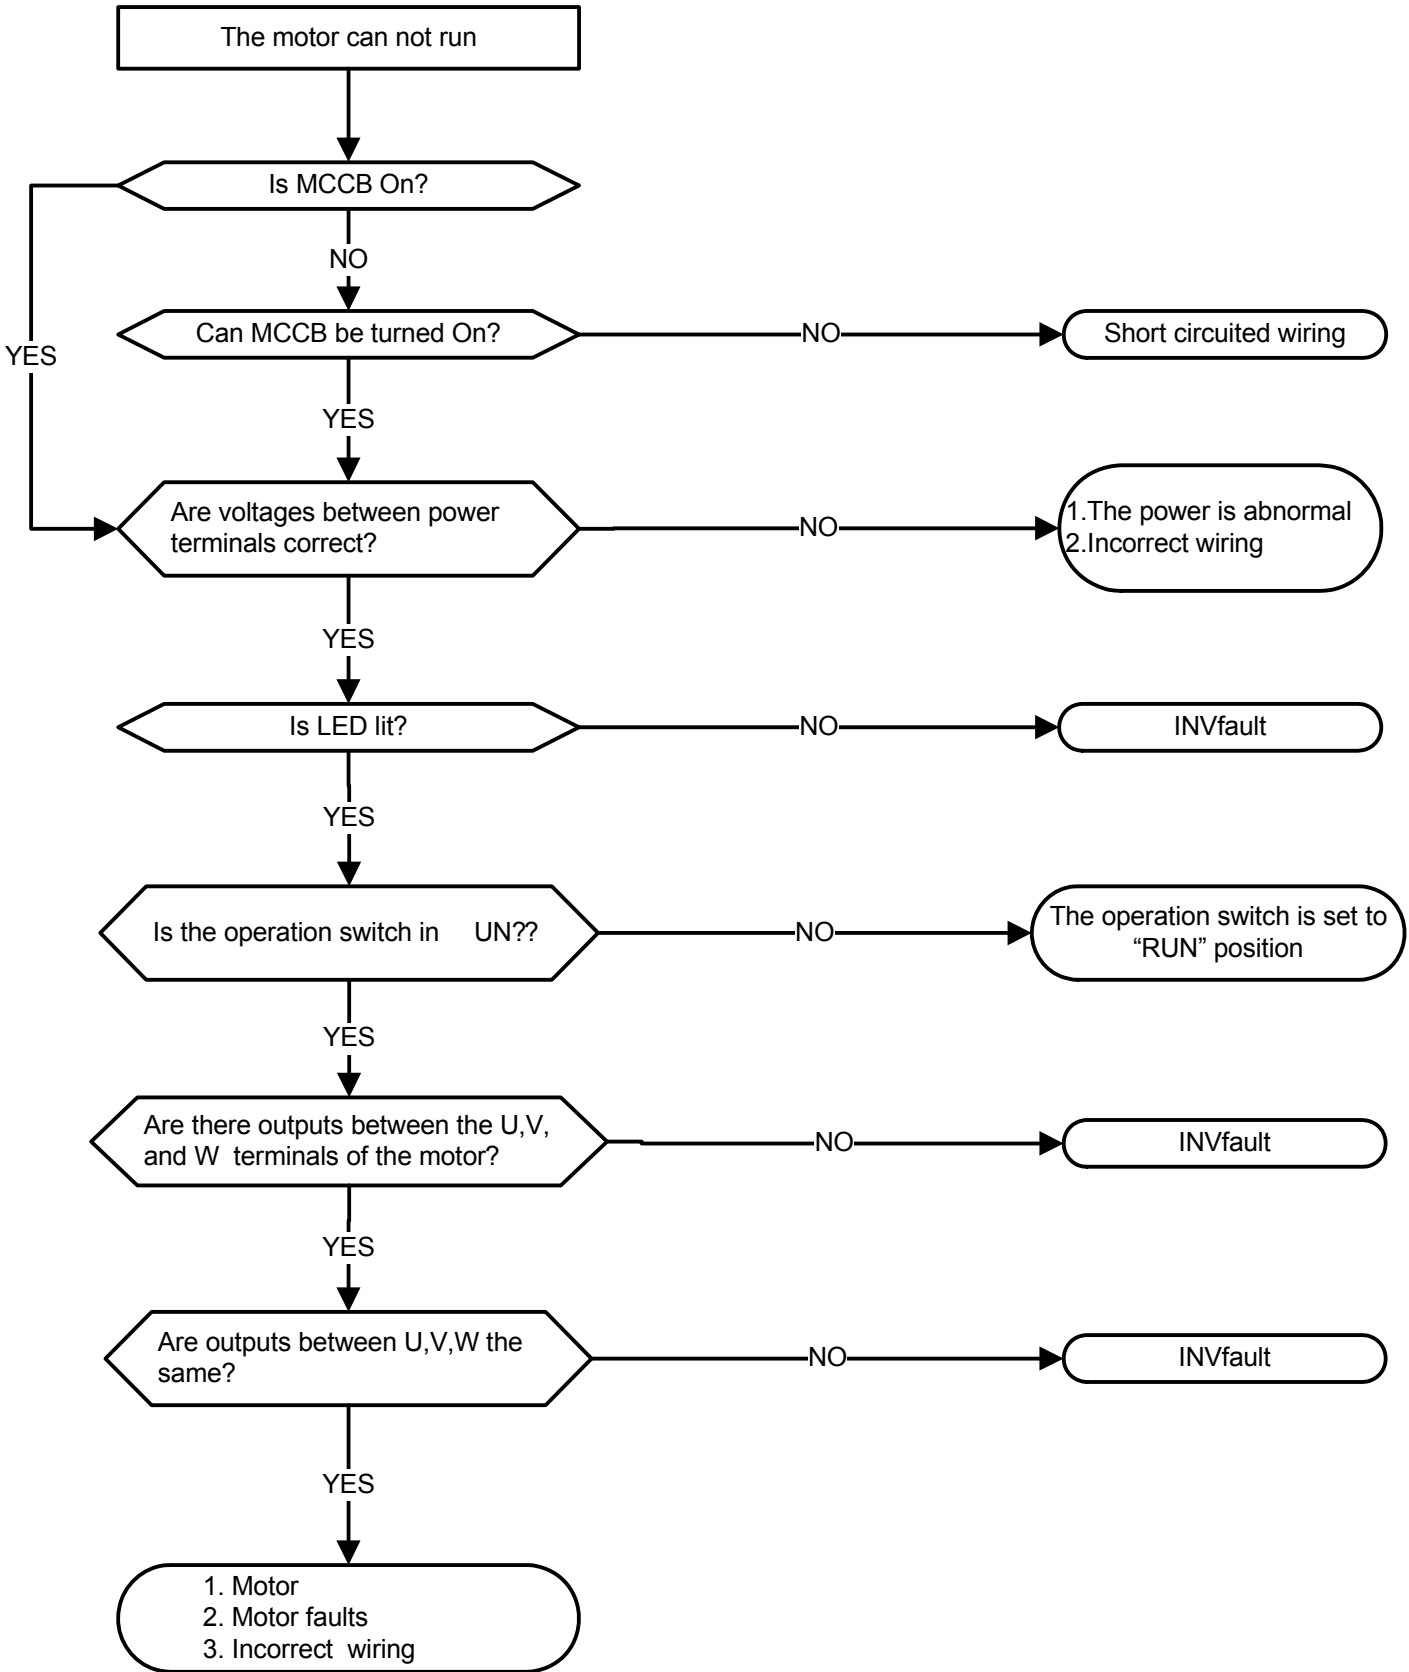 The motor can not run
Is MCCB On?
NO
YES
Can MCCB be turned On?
NO
Short circuited wiring
YES
Are voltages between power
terminals correct?
NO
1.The power is abnormal
2.Incorrect wiring
YES
Is LED lit?
NO
INVfault
YES
Is the operation switch in UN??
NO
The operation switch is set to
“RUN” position
YES
Are there outputs between the U,V,
and W terminals of the motor?
NO
INVfault
YES
Are outputs between U,V,W the
same?
NO
INVfault
YES
1. Motor
2. Motor faults
3. Incorrect wiring